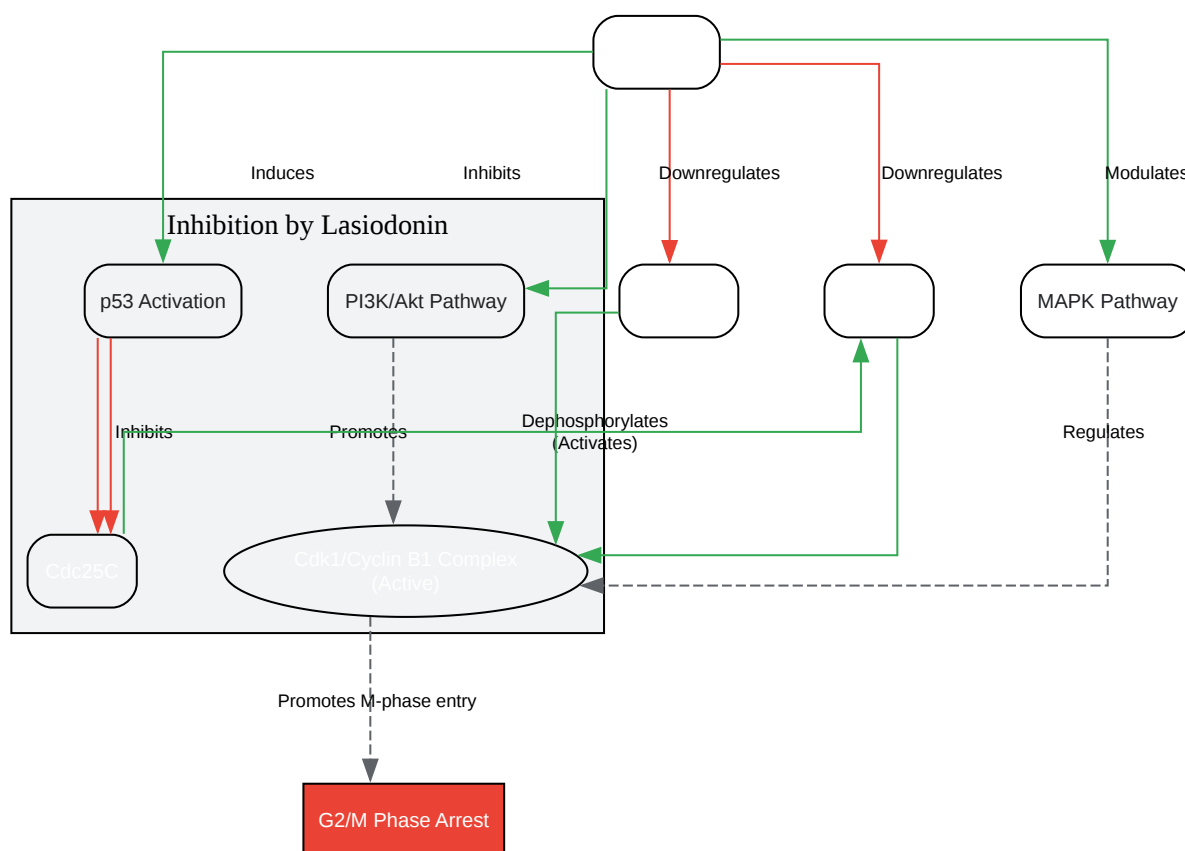 Induces
Inhibits
Downregulates
Downregulates
Modulates
Inhibition by Lasiodonin
p53 Activation
PI3K/Akt Pathway
MAPK Pathway
Inhibits
Promotes
Dephosphorylates
(Activates)
Regulates
Cdc25C
Cdk1/Cyclin B1 Complex
(Active)
Promotes M-phase entry
G2/M Phase Arrest